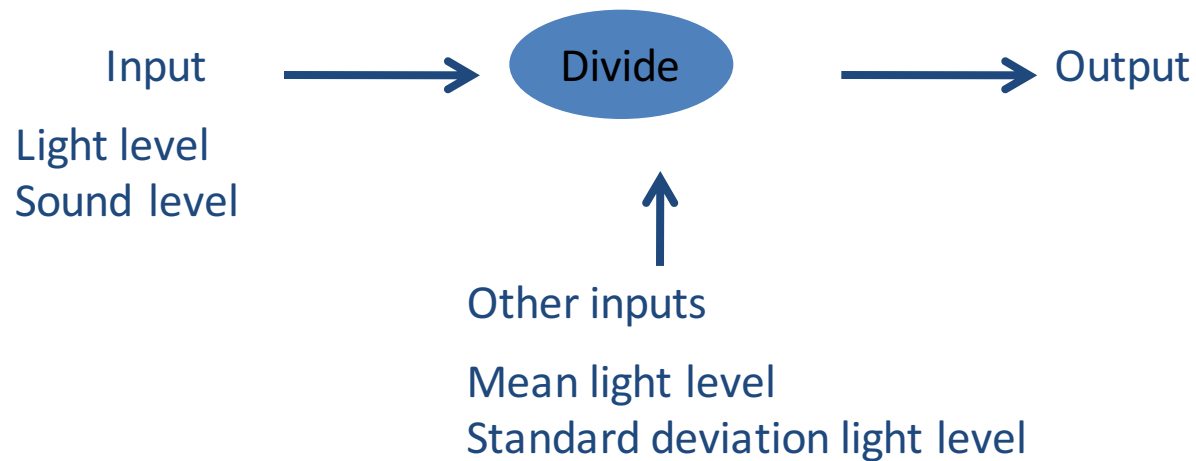 Input
Divide
Output
Light level
Sound level
Other inputs
Mean light level
Standard deviation light level